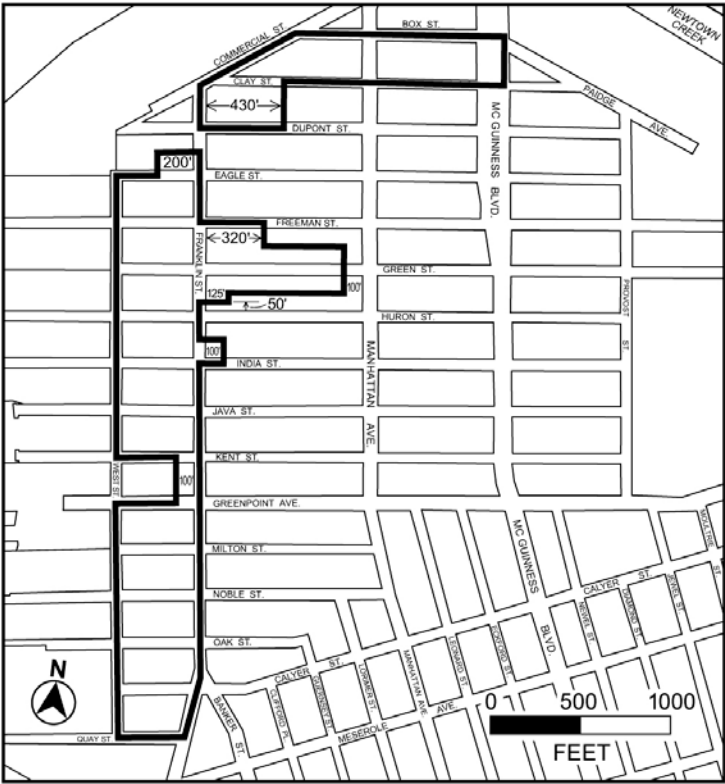 BOX ST.
NEWTOWN
CREEK
COMMERCIAL ST.
CLAY ST.
PAIDGE
AVE.
430'
DUPONT ST.
MC GUINNESS BLVD.
200'
EAGLE ST.
FREEMAN ST.
320'
FRANKLIN ST.
GREEN ST.
PROVOST
ST.
125'
100'
50'
HURON ST.
100'
INDIA ST.
MANHATTAN
AVE.
JAVA ST.
KENT ST.
WEST ST.
100'
GREENPOINT AVE.
MOULTRIE
ST.
MILTON ST.
MC GUINNESS
BLVD.
CALYER ST.
NOBLE ST.
NEWEL ST.
DIAMOND ST.
JEWEL ST.
OAK ST.
ECKFORD ST.
LEONARD ST.
MANHATTAN AVE.
CALYER ST.
LORIMER ST.
GUERNSEY ST.
CLIFFORD PL.
BANKER ST.
MESEROLE AVE.
N
QUAY ST
0 500 1000
FEET